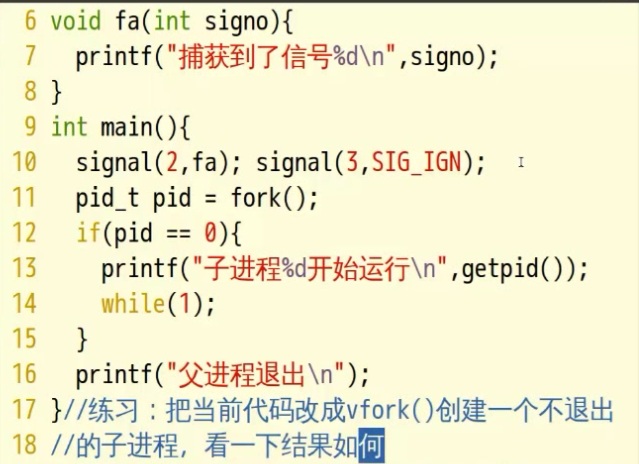 6 void fa(int signo){
7 printf("捕获到了信号%d\n",signo);
8 }
9 int main(){
10 signal(2,fa); signal(3,SIG_IGN);
11 pid_t pid = fork();
12 if(pid == 0){
13 printf("子进程%d开始运行\n",getpid());
14 while(1);
15 }
16 printf("父进程退出\n");
17 }//练习：把当前代码改成vfork()创建一个不退出
18 //的子进程，看一下结果如何